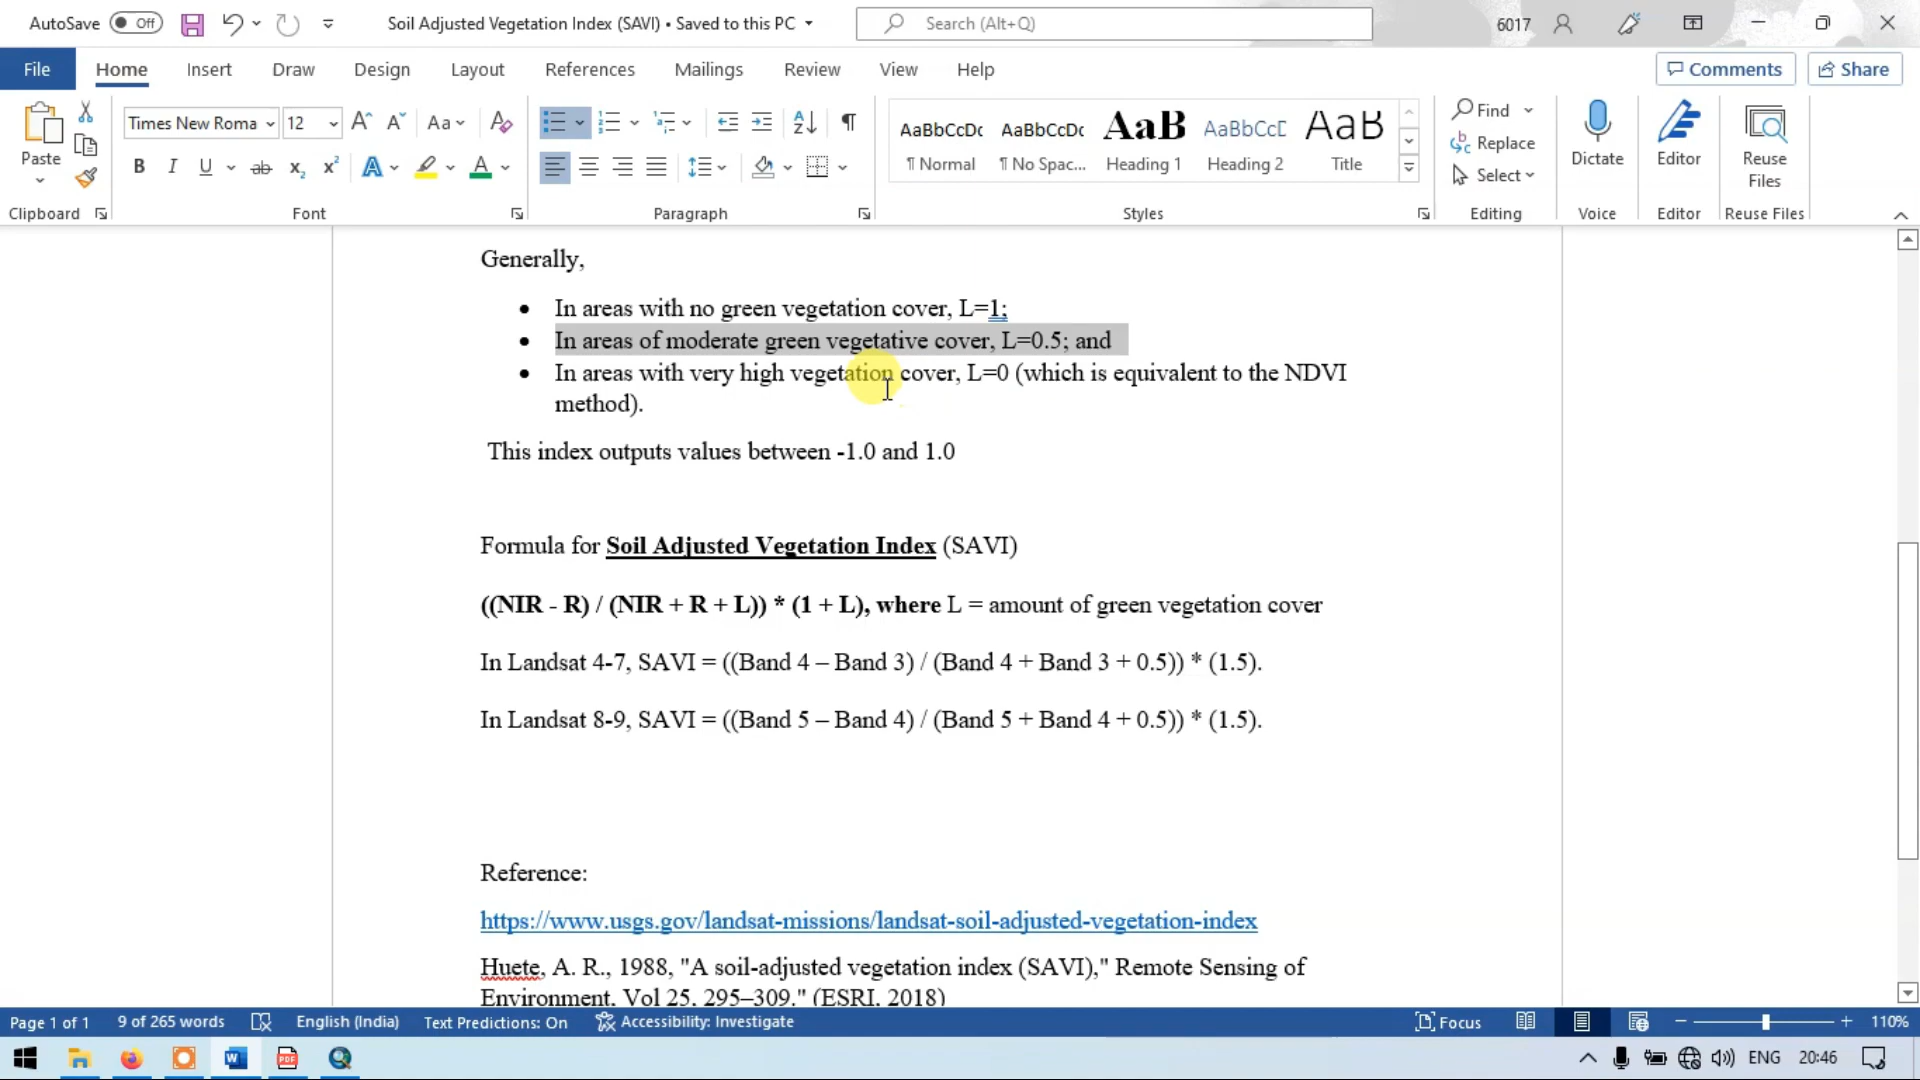 AutoSave Off Soil Adjusted Vegetation Index (SAVI) • Saved to this PC Search (Alt+Q) 6017
File Home Insert Draw Design Layout References Mailings Review View Help Comments Share
Times New Roma 12 Aa
Paste
B I U ab x₂ x² A A
AaBbCcDc AaBbCcDc AaB AaBbCcD AaB
¶ Normal ¶ No Spac... Heading 1 Heading 2 Title
Find
Replace
Select
Dictate Editor Reuse Files
Clipboard Font Paragraph Styles Editing Voice Editor Reuse Files
Generally,
• In areas with no green vegetation cover, L=1;
• In areas of moderate green vegetative cover, L=0.5; and
• In areas with very high vegetation cover, L=0 (which is equivalent to the NDVI
method).
This index outputs values between -1.0 and 1.0
Formula for Soil Adjusted Vegetation Index (SAVI)
((NIR - R) / (NIR + R + L)) * (1 + L), where L = amount of green vegetation cover
In Landsat 4-7, SAVI = ((Band 4 – Band 3) / (Band 4 + Band 3 + 0.5)) * (1.5).
In Landsat 8-9, SAVI = ((Band 5 – Band 4) / (Band 5 + Band 4 + 0.5)) * (1.5).
Reference:
https://www.usgs.gov/landsat-missions/landsat-soil-adjusted-vegetation-index
Huete, A. R., 1988, "A soil-adjusted vegetation index (SAVI)," Remote Sensing of
Environment, Vol 25, 295–309." (ESRI, 2018)
Page 1 of 1 9 of 265 words English (India) Text Predictions: On Accessibility: Investigate Focus 110%
ENG 20:46